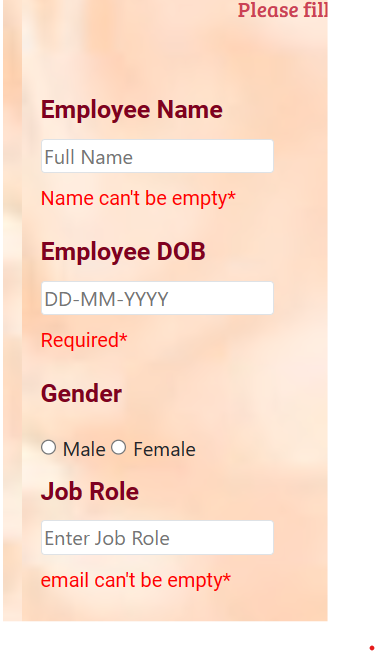 Please fill
Employee Name
Full Name
Name can't be empty*
Employee DOB
DD-MM-YYYY
Required*
Gender
Male Female
Job Role
Enter Job Role
email can't be empty*